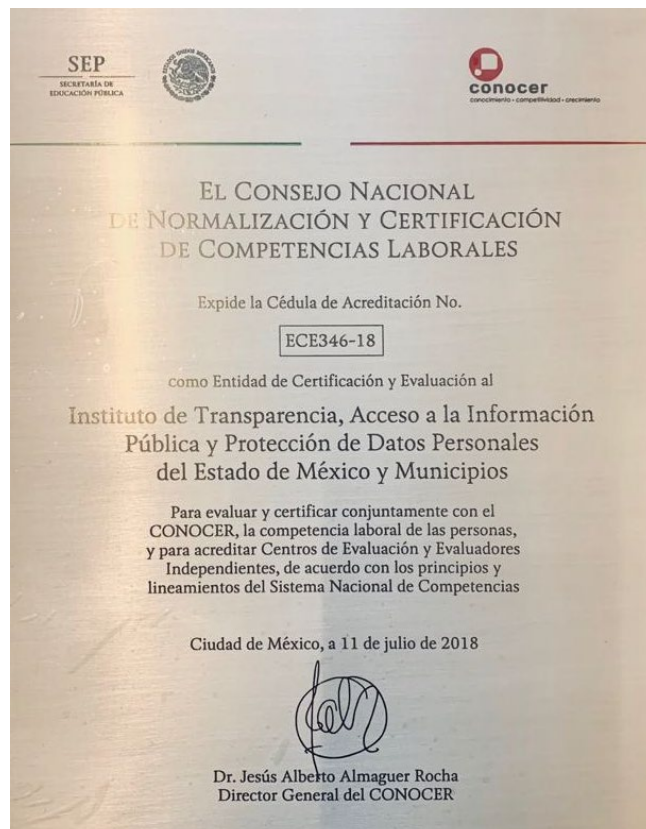 SEP
SECRETARÍA DE
EDUCACIÓN PÚBLICA
ESTADOS UNIDOS MEXICANOS
conocer
conocimiento - competitividad - crecimiento
EL CONSEJO NACIONAL
DE NORMALIZACIÓN Y CERTIFICACIÓN
DE COMPETENCIAS LABORALES
Expide la Cédula de Acreditación No.
ECE346-18
como Entidad de Certificación y Evaluación al
Instituto de Transparencia, Acceso a la Información
Pública y Protección de Datos Personales
del Estado de México y Municipios
Para evaluar y certificar conjuntamente con el
CONOCER, la competencia laboral de las personas,
y para acreditar Centros de Evaluación y Evaluadores
Independientes, de acuerdo con los principios y
lineamientos del Sistema Nacional de Competencias
Ciudad de México, a 11 de julio de 2018
Dr. Jesús Alberto Almaguer Rocha
Director General del CONOCER